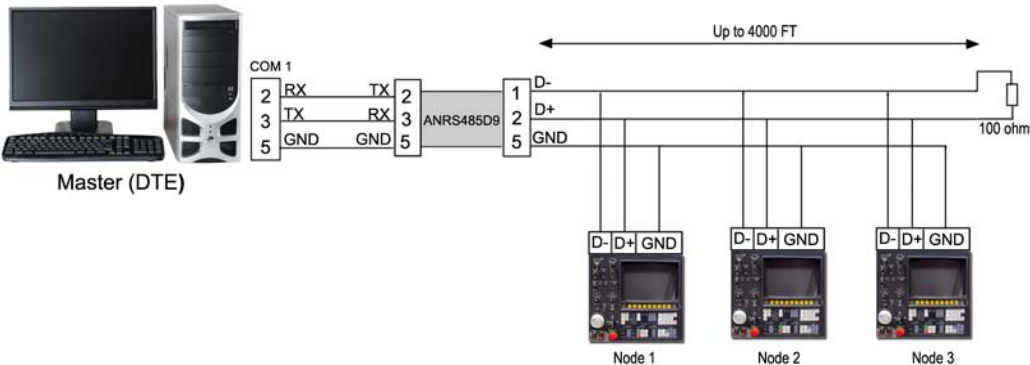 Up to 4000 FT
COM 1
2 RX TX 2 ANRS485D9 1 D-
3 TX RX 3 2 D+
5 GND GND 5 5 GND
100 ohm
Master (DTE)
D- D+ GND D- D+ GND D- D+ GND
Node 1 Node 2 Node 3